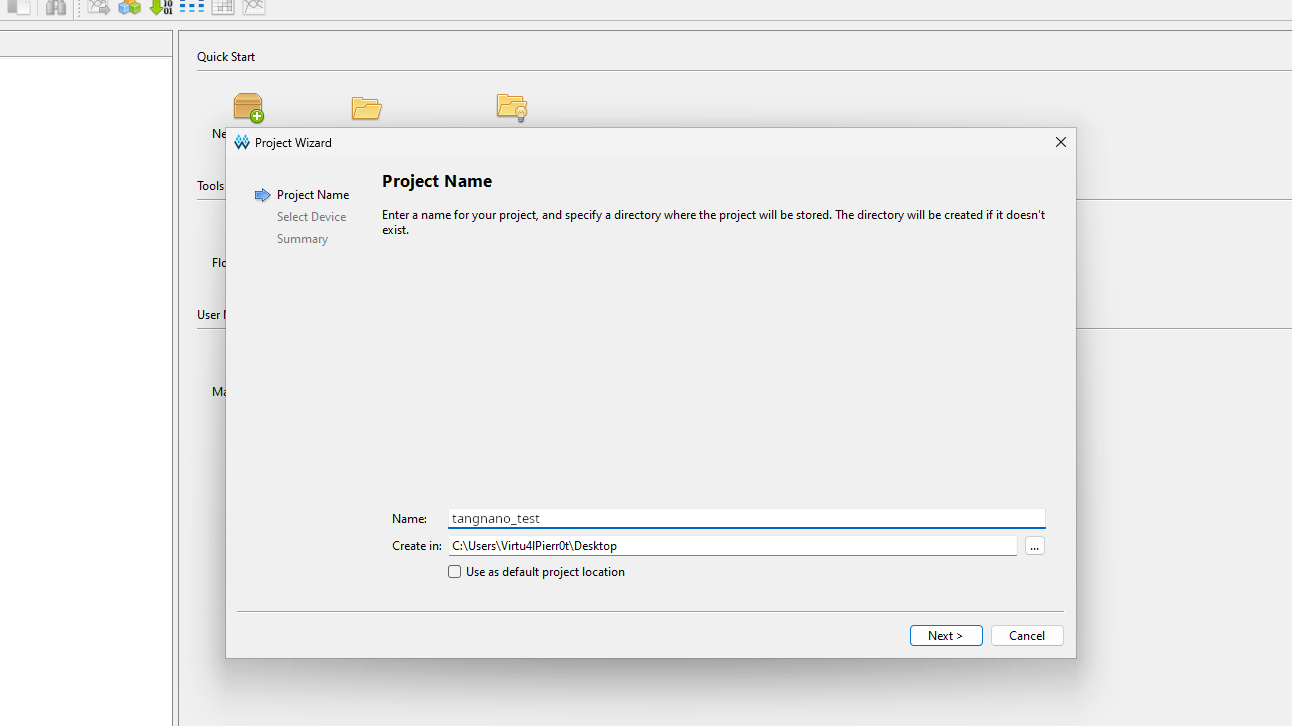 10
01
Quick Start
Ne
Project Wizard
Project Name
Project Name
Select Device
Summary
Enter a name for your project, and specify a directory where the project will be stored. The directory will be created if it doesn't
exist.
Tools
Flo
User
Ma
Name:
tangnano_test
Create in:
C:\Users\Virtu4lPierr0t\Desktop
...
Use as default project location
Next >
Cancel